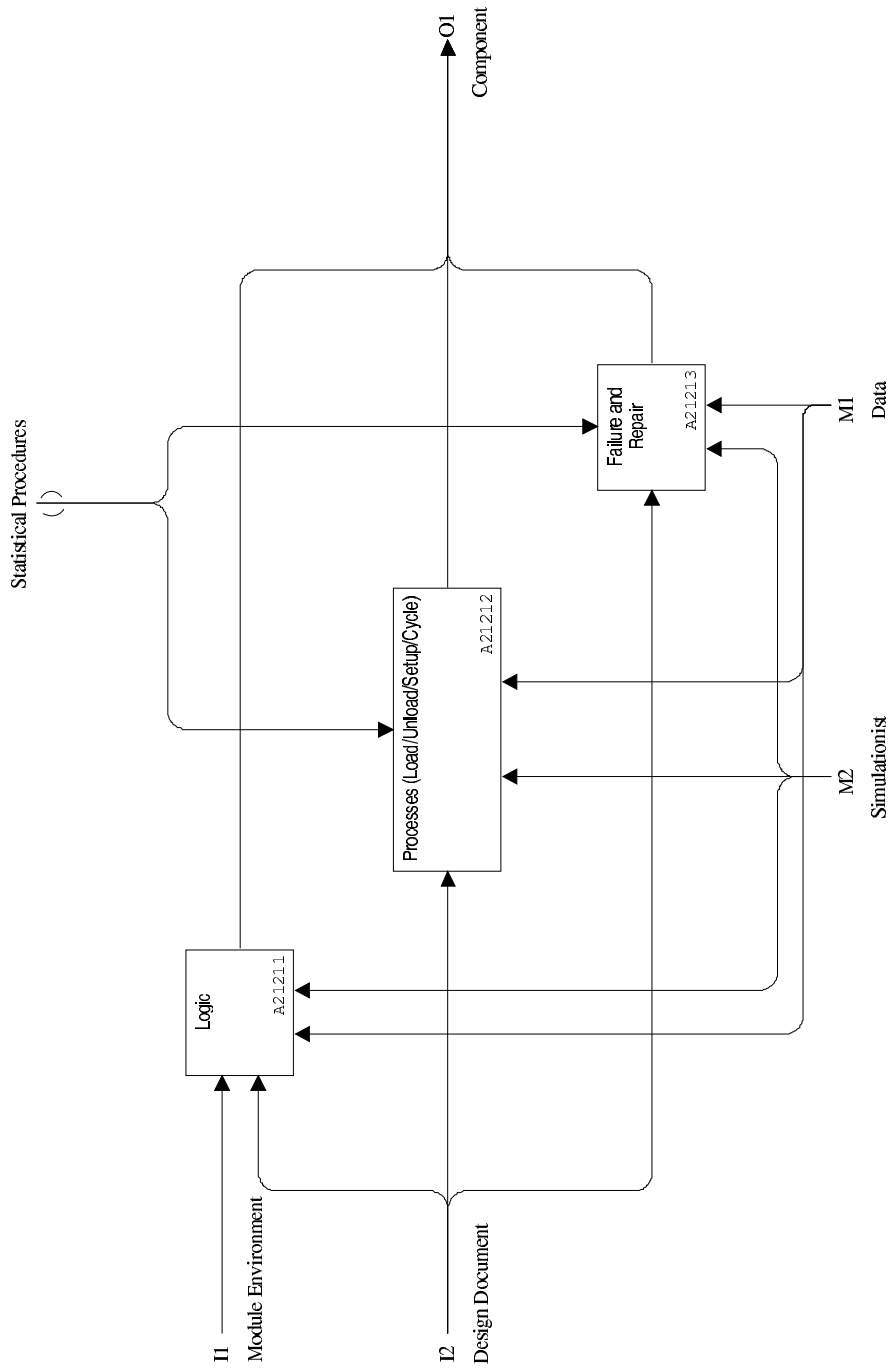 Statistical Procedures
I1
Module Environment
Logic
A21211
I2
Design Document
Processes (Load/Unload/Setup/Cycle)
A21212
O1
Component
Failure and
Repair
A21213
M2
Simulationist
M1
Data